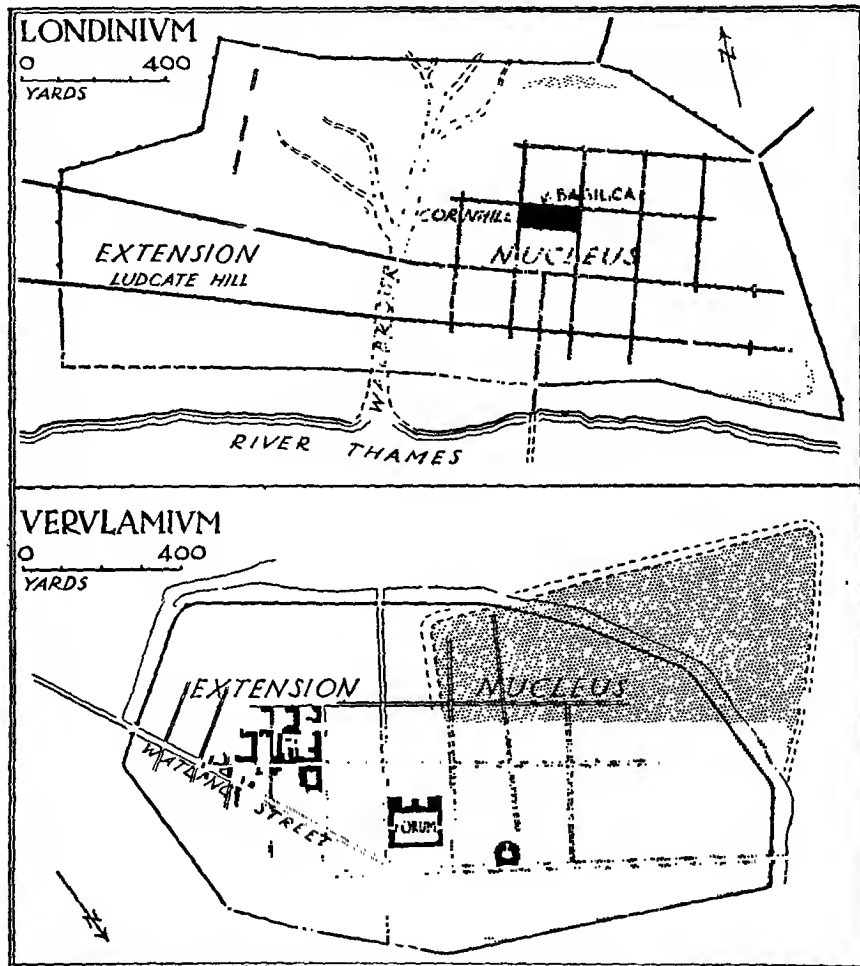 LONDINIVM
0 400
YARDS
N
BASILICA
CORNHILL
EXTENSION
NUCLEUS
LUDGATE HILL
WALBROOK
RIVER THAMES
VERVLAMIVM
0 400
YARDS
EXTENSION
NUCLEUS
WATLING STREET
FORUM
N